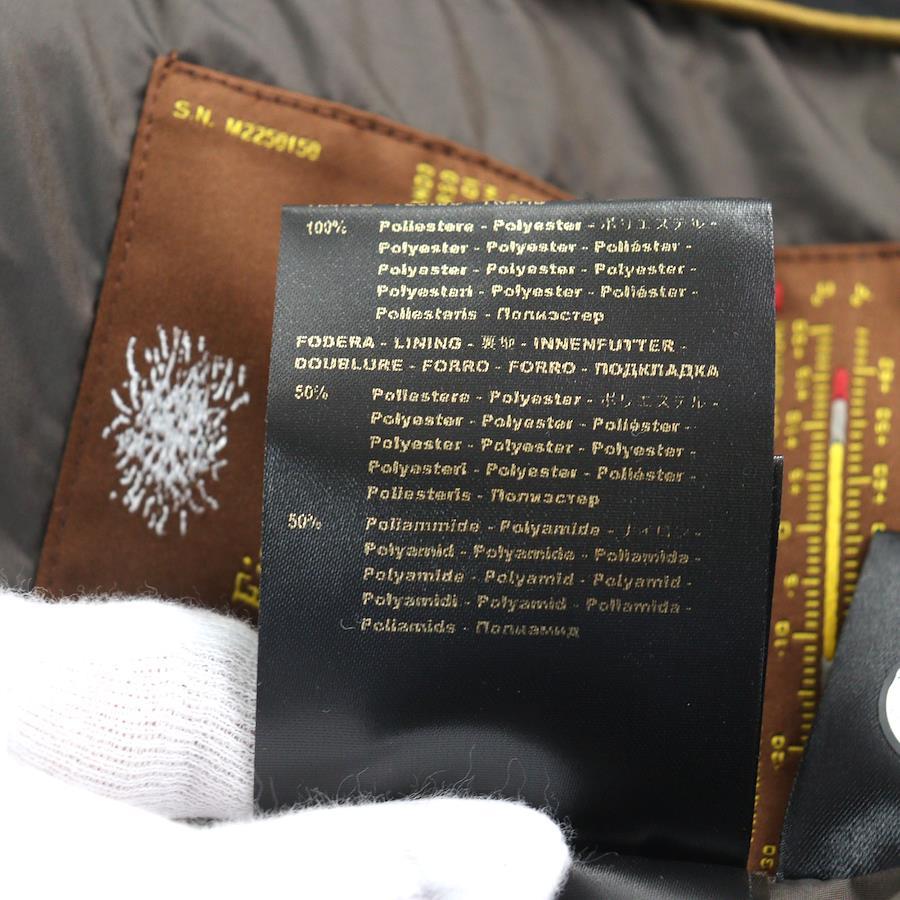 S.N. M2250150
100% Poliestere - Polyester - ポリエステル -
Polyester - Polyester - Poliéster -
Polyester - Polyester - Polyester -
Polyesteri - Polyester - Poliéster -
Poliesteris - Полиэстер
FODERA - LINING - 裏地 - INNENFUTTER -
DOUBLURE - FORRO - FORRO - ПОДКЛАДКА
50% Poliestere - Polyester - ポリエステル -
Polyester - Polyester - Poliéster -
Polyester - Polyester - Polyester -
Polyesteri - Polyester - Poliéster -
Poliesteris - Полиэстер
50% Poliammide - Polyamide - ナイロン -
Polyamid - Polyamide - Poliamida -
Polyamide - Polyamid - Polyamid -
Polyamidi - Polyamid - Poliamida -
Poliamids - Полиамид